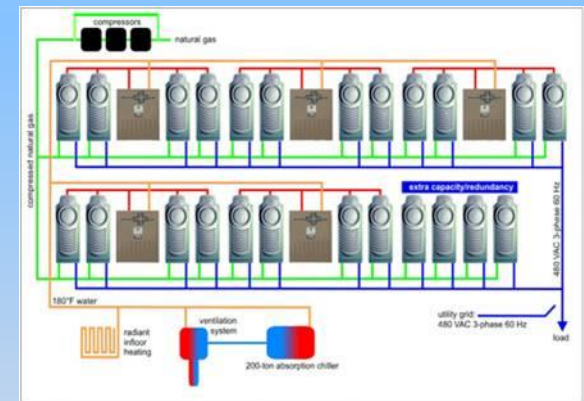 compressors
natural gas
compressed natural gas
extra capacity/redundancy
480 VAC 3-phase 60 Hz
180°F water
radiant
infloor
heating
ventilation
system
200-ton absorption chiller
utility grid:
480 VAC 3-phase 60 Hz
load